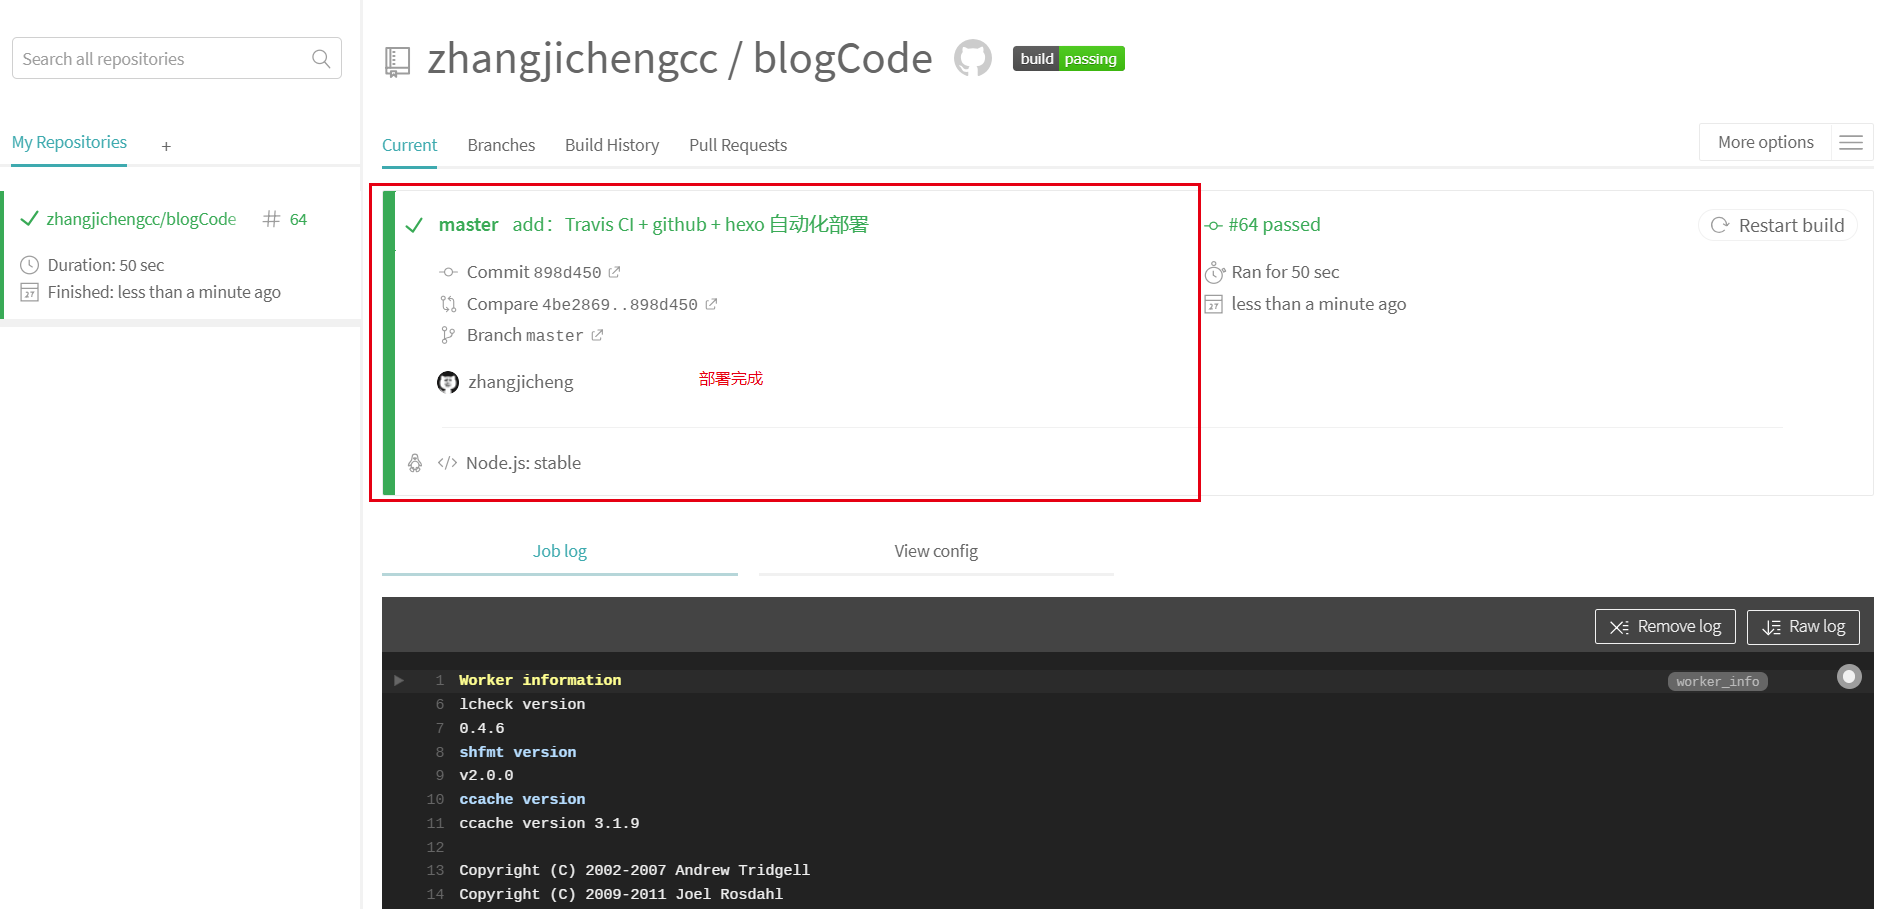 Search all repositories
My Repositories +
zhangjichengcc/blogCode # 64
Duration: 50 sec
Finished: less than a minute ago
zhangjichengcc / blogCode build passing
Current Branches Build History Pull Requests More options
master add：Travis CI + github + hexo 自动化部署
Commit 898d450
Compare 4be2869..898d450
Branch master
zhangjicheng
部署完成
Node.js: stable
#64 passed
Ran for 50 sec
less than a minute ago
Restart build
Job log View config
Remove log Raw log
1 Worker information worker_info
6 lcheck version
7 0.4.6
8 shfmt version
9 v2.0.0
10 ccache version
11 ccache version 3.1.9
12
13 Copyright (C) 2002-2007 Andrew Tridgell
14 Copyright (C) 2009-2011 Joel Rosdahl